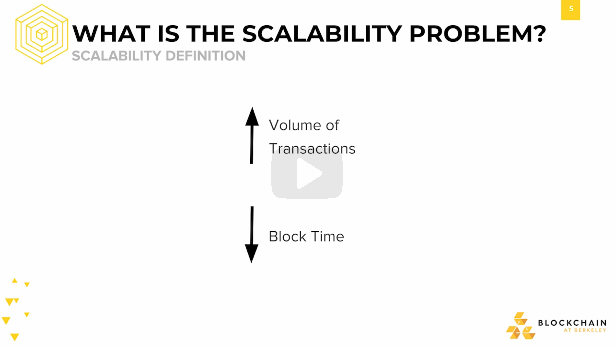 5
WHAT IS THE SCALABILITY PROBLEM?
SCALABILITY DEFINITION
Volume of
Transactions
Block Time
BLOCKCHAIN
AT BERKELEY